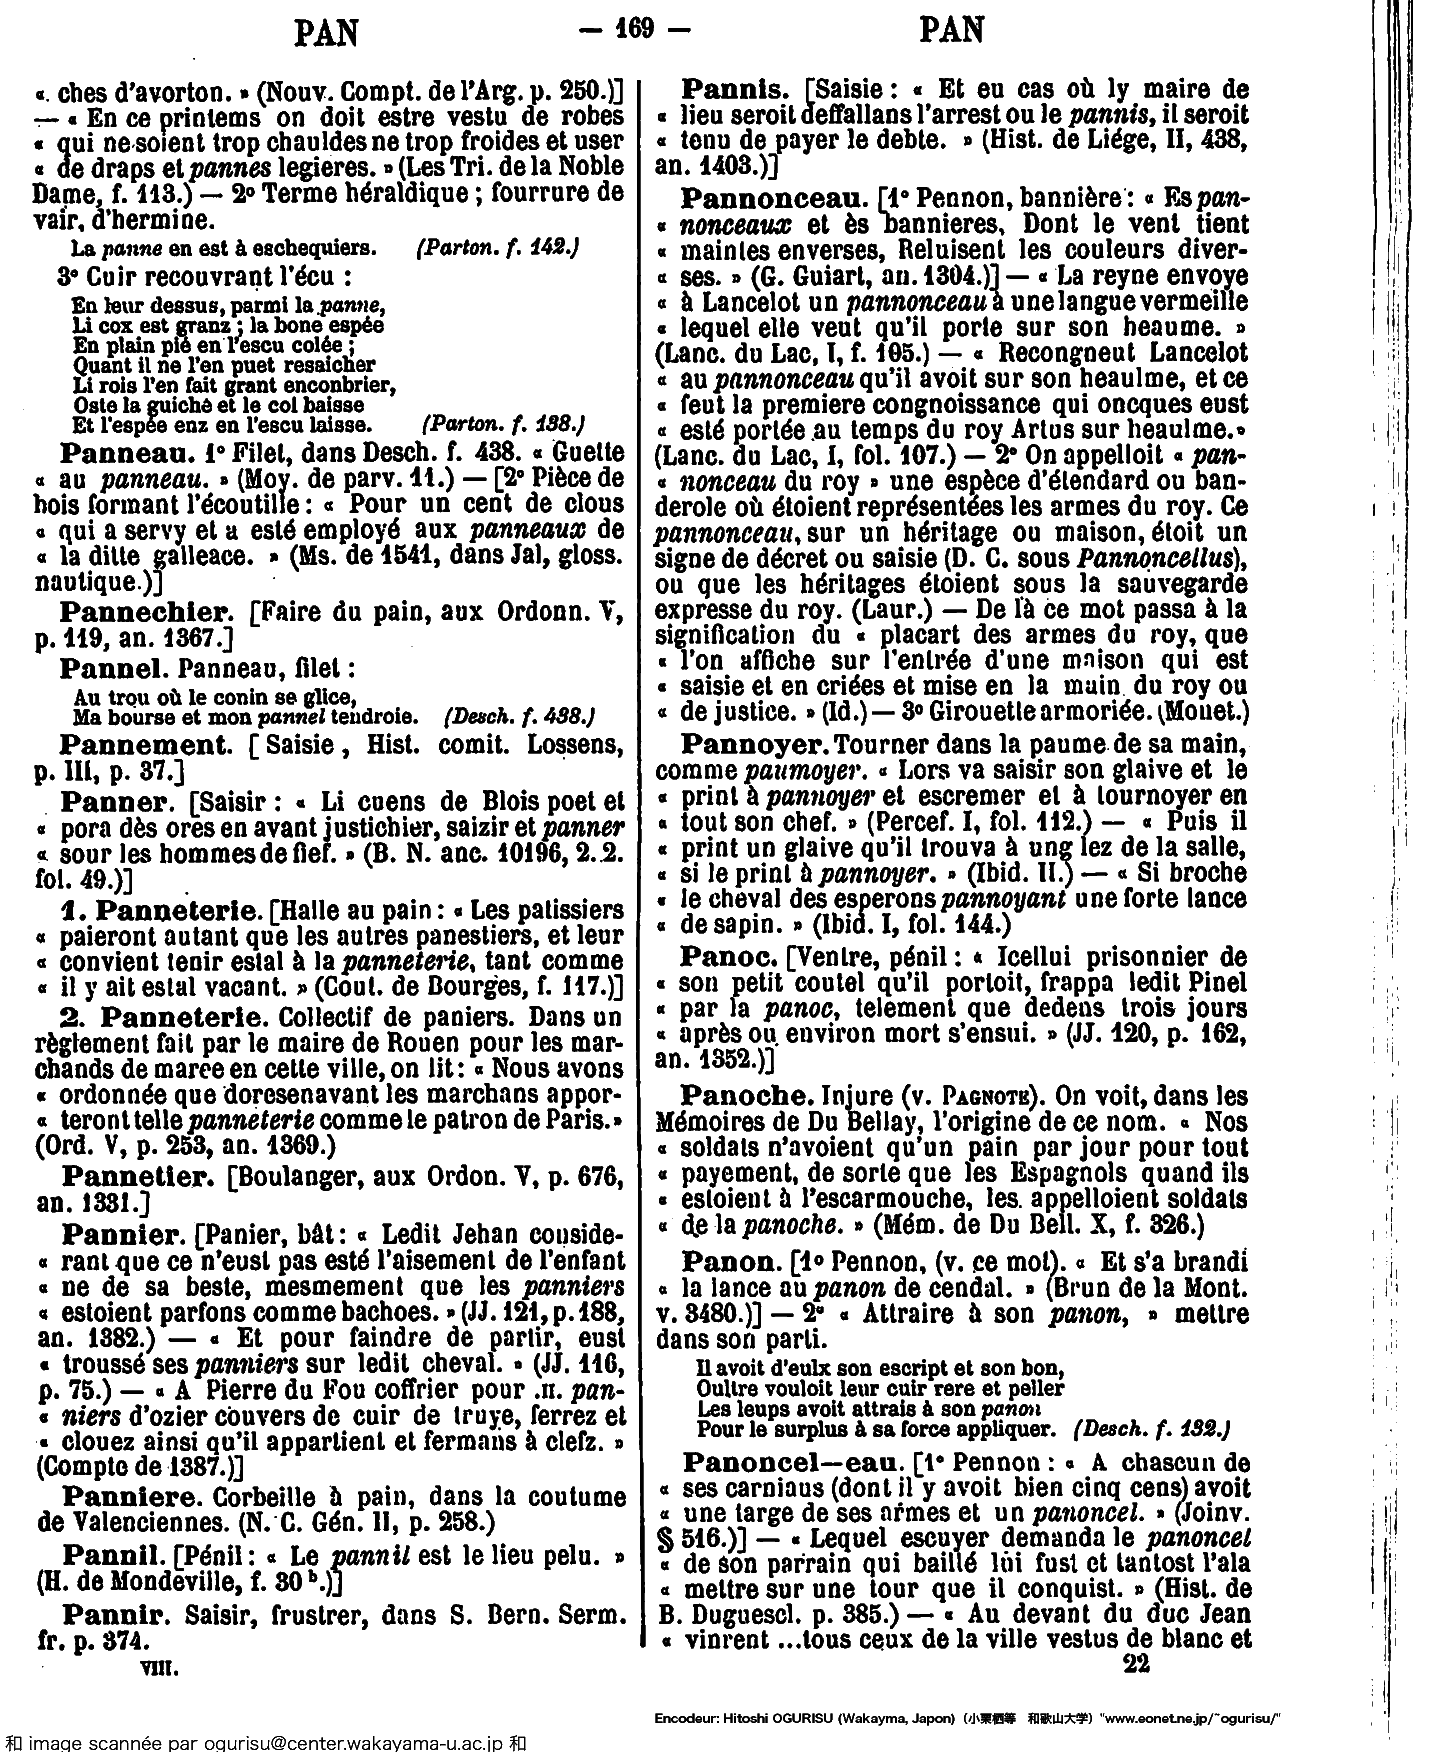 PAN — 169 — PAN
« ches d'avorton. » (Nouv. Compt. de l'Arg. p. 250.)]
— « En ce printems on doit estre vestu de robes
« qui ne soient trop chauldes ne trop froides et user
« de draps et pannes legieres. » (Les Tri. de la Noble
Dame, f. 113.) — 2º Terme héraldique ; fourrure de
vair, d'hermine.
La panne en est à eschequiers. (Parton. f. 142.)
3º Cuir recouvrant l'écu :
En leur dessus, parmi la panne,
Li cox est granz ; la bone espée
En plain pié en l'escu colée ;
Quant il ne l'en puet resaicher
Li rois l'en fait grant enconbrier,
Oste la guiche et le col baisse
Et l'espée enz en l'escu laisse. (Parton. f. 138.)
Panneau. 1º Filet, dans Desch. f. 438. « Guette
« au panneau. » (Moy. de parv. 11.) — [2º Pièce de
bois formant l'écoutille : « Pour un cent de clous
« qui a servy et a esté employé aux panneaux de
« la ditte galleace. » (Ms. de 1541, dans Jal, gloss.
nautique.)]
Pannechier. [Faire du pain, aux Ordonn. V,
p. 119, an. 1367.]
Pannel. Panneau, filet :
Au trou où le conin se glice,
Ma bourse et mon pannel tendroie. (Desch. f. 438.)
Pannement. [Saisie, Hist. comit. Lossens,
p. III, p. 37.]
Panner. [Saisir : « Li cuens de Blois poet et
« pora dès ores en avant justichier, saizir et panner
« sour les hommes de fief. » (B. N. anc. 10196, 2. 2.
fol. 49.)]
1. Panneterie. [Halle au pain : « Les patissiers
« paieront autant que les autres panestiers, et leur
« convient tenir estal à la panneterie, tant comme
« il y ait estal vacant. » (Cout. de Bourges, f. 117.)]
2. Panneterie. Collectif de paniers. Dans un
règlement fait par le maire de Rouen pour les mar-
chands de maree en cette ville, on lit : « Nous avons
« ordonnée que doresenavant les marchans appor-
« teront telle panneterie comme le patron de Paris. »
(Ord. V, p. 253, an. 1369.)
Pannetier. [Boulanger, aux Ordon. V, p. 676,
an. 1331.]
Pannier. [Panier, bât : « Ledit Jehan conside-
« rant que ce n'eust pas esté l'aisement de l'enfant
« ne de sa beste, mesmement que les panniers
« estoient parfons comme bachoes. » (JJ. 121, p. 188,
an. 1382.) — « Et pour faindre de partir, eust
« troussé ses panniers sur ledit cheval. » (JJ. 116,
p. 75.) — « A Pierre du Fou coffrier pour .II. pan-
« niers d'ozier couvers de cuir de truye, ferrez et
« clouez ainsi qu'il appartient et fermans à clefz. »
(Compte de 1387.)]
Panniere. Corbeille à pain, dans la coutume
de Valenciennes. (N. C. Gén. II, p. 258.)
Pannil. [Pénil : « Le pannil est le lieu pelu. »
(H. de Mondeville, f. 30 b.)]
Pannir. Saisir, frustrer, dans S. Bern. Serm.
fr. p. 374.
VIII.
Pannis. [Saisie : « Et eu cas où ly maire de
« lieu seroit deffallans l'arrest ou le pannis, il seroit
« tenu de payer le debte. » (Hist. de Liége, II, 438,
an. 1403.)]
Pannonceau. [1º Pennon, bannière : « Es pan-
« nonceaux et ès bannieres, Dont le vent tient
« maintes enverses, Reluisent les couleurs diver-
« ses. » (G. Guiart, an. 1304.)] — « La reyne envoye
« à Lancelot un pannonceau à une langue vermeille
« lequel elle veut qu'il porte sur son heaume. »
(Lanc. du Lac, I, f. 105.) — « Recongneut Lancelot
« au pannonceau qu'il avoit sur son heaulme, et ce
« feut la premiere congnoissance qui oncques eust
« esté portée au temps du roy Artus sur heaulme. »
(Lanc. du Lac, I, fol. 107.) — 2º On appelloit « pan-
« nonceau du roy » une espèce d'étendard ou ban-
derole où étoient représentées les armes du roy. Ce
pannonceau, sur un héritage ou maison, étoit un
signe de décret ou saisie (D. C. sous Pannoncellus),
ou que les héritages étoient sous la sauvegarde
expresse du roy. (Laur.) — De là ce mot passa à la
signification du « placart des armes du roy, que
« l'on affiche sur l'entrée d'une maison qui est
« saisie et en criées et mise en la main du roy ou
« de justice. » (Id.) — 3º Girouette armoriée. (Monet.)
Pannoyer. Tourner dans la paume de sa main,
comme paumoyer. « Lors va saisir son glaive et le
« print à pannoyer et escremer et à tournoyer en
« tout son chef. » (Percef. I, fol. 112.) — « Puis il
« print un glaive qu'il trouva à ung lez de la salle,
« si le print à pannoyer. » (Ibid. II.) — « Si broche
« le cheval des esperons pannoyant une forte lance
« de sapin. » (Ibid. I, fol. 144.)
Panoc. [Ventre, pénil : « Icellui prisonnier de
« son petit coutel qu'il portoit, frappa ledit Pinel
« par la panoc, telement que dedens trois jours
« après ou environ mort s'ensui. » (JJ. 120, p. 162,
an. 1352.)]
Panoche. Injure (v. PAGNOTE). On voit, dans les
Mémoires de Du Bellay, l'origine de ce nom. « Nos
« soldats n'avoient qu'un pain par jour pour tout
« payement, de sorte que les Espagnols quand ils
« estoient à l'escarmouche, les appelloient soldats
« de la panoche. » (Mém. de Du Bell. X, f. 326.)
Panon. [1º Pennon, (v. ce mot). « Et s'a brandi
« la lance au panon de cendal. » (Brun de la Mont.
v. 3480.)] — 2º « Attraire à son panon, » mettre
dans son parti.
Il avoit d'eulx son escript et son bon,
Oultre vouloit leur cuir rere et peller
Les leups avoit attrais à son panon
Pour le surplus à sa force appliquer. (Desch. f. 132.)
Panoncel—eau. [1º Pennon : « A chascun de
« ses carniaus (dont il y avoit bien cinq cens) avoit
« une targe de ses armes et un panoncel. » (Joinv.
§ 516.)] — « Lequel escuyer demanda le panoncel
« de son parrain qui baillé lui fust et tantost l'ala
« mettre sur une tour que il conquist. » (Hist. de
B. Duguescl. p. 385.) — « Au devant du duc Jean
« vinrent ...tous ceux de la ville vestus de blanc et
22
Encodeur: Hitoshi OGURISU (Wakayma, Japon) (小栗栖等 和歌山大学) "www.eonet.ne.jp/~ogurisu/"
和 image scannée par ogurisu@center.wakayama-u.ac.jp 和